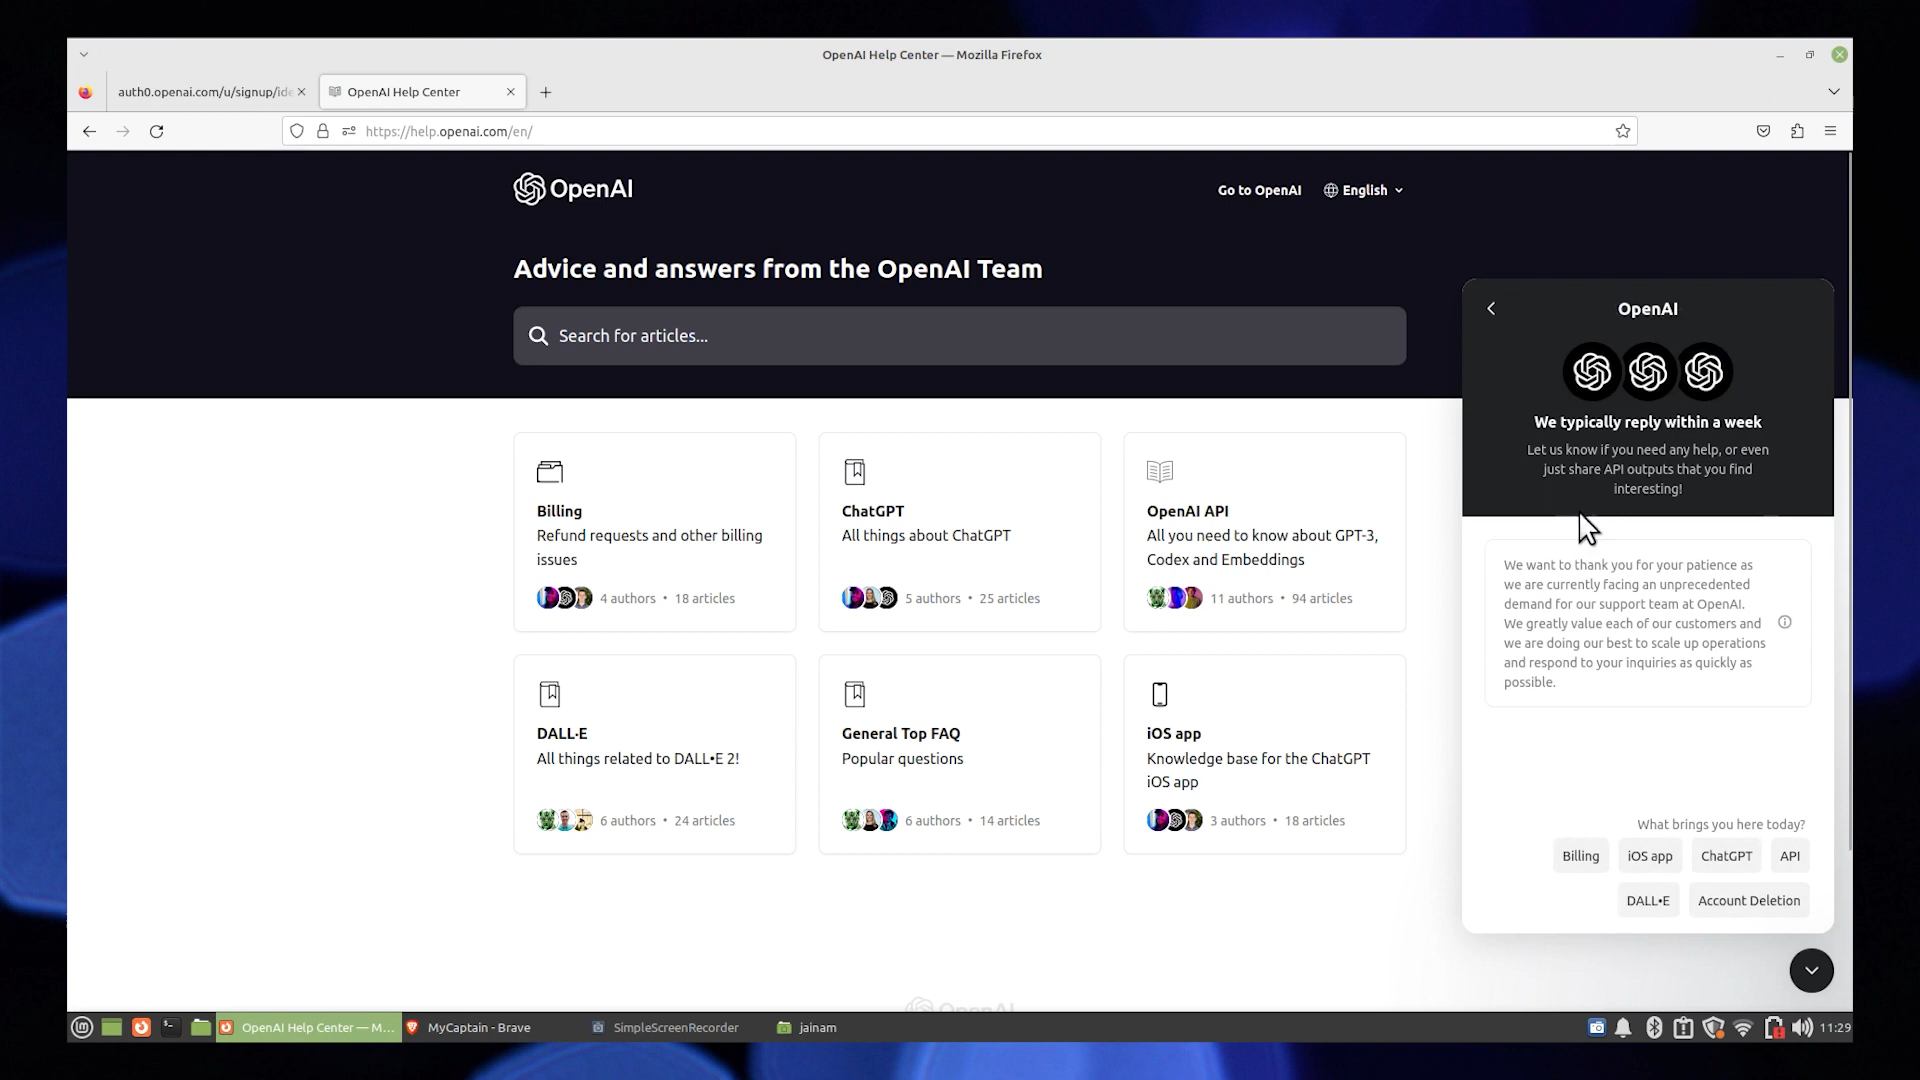 OpenAI Help Center — Mozilla Firefox
auth0.openai.com/u/signup/ide
OpenAI Help Center
https://help.openai.com/en/
OpenAI
Go to OpenAI
English
Advice and answers from the OpenAI Team
Search for articles...
Billing
Refund requests and other billing
issues
4 authors • 18 articles
ChatGPT
All things about ChatGPT
5 authors • 25 articles
OpenAI API
All you need to know about GPT-3,
Codex and Embeddings
11 authors • 94 articles
DALL·E
All things related to DALL•E 2!
6 authors • 24 articles
General Top FAQ
Popular questions
6 authors • 14 articles
iOS app
Knowledge base for the ChatGPT
iOS app
3 authors • 18 articles
OpenAI
OpenAI
We typically reply within a week
Let us know if you need any help, or even
just share API outputs that you find
interesting!
We want to thank you for your patience as
we are currently facing an unprecedented
demand for our support team at OpenAI.
We greatly value each of our customers and
we are doing our best to scale up operations
and respond to your inquiries as quickly as
possible.
What brings you here today?
Billing
iOS app
ChatGPT
API
DALL•E
Account Deletion
OpenAI Help Center — M...
MyCaptain - Brave
SimpleScreenRecorder
jainam
11:29